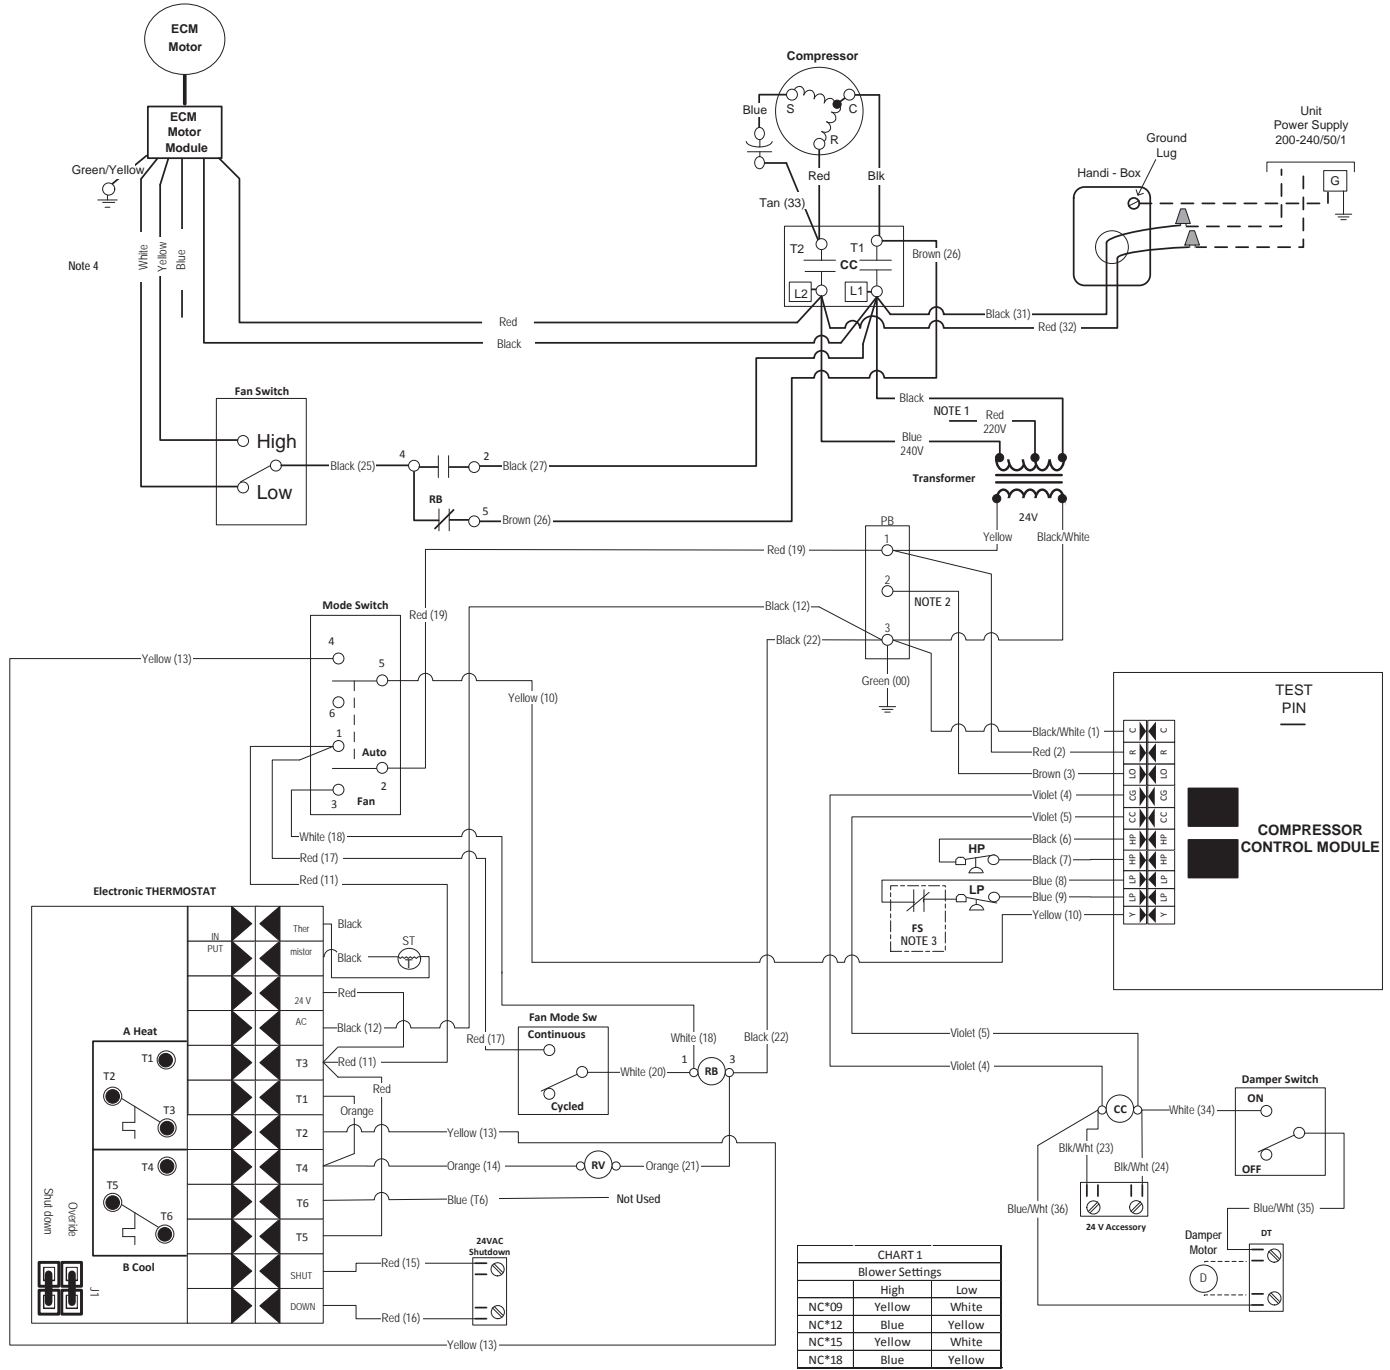 ECM
Motor
ECM
Motor
Module
Green/Yellow
White
Yellow
Blue
Note 4
Compressor
Blue
S
C
R
Red
Blk
Tan (33)
T2
T1
CC
L2
L1
Brown (26)
Unit
Power Supply
200-240/50/1
Ground
Lug
Handi - Box
G
Black (31)
Red (32)
Red
Black
Fan Switch
High
Low
Black (25)
4
2
Black (27)
RB
5
Brown (26)
Black
NOTE 1
Red
220V
Blue
240V
Transformer
24V
Yellow
Black/White
PB
1
2
NOTE 2
3
Red (19)
Red (19)
Black (12)
Black (22)
Green (00)
Mode Switch
4
5
6
1
Auto
2
3
Fan
Yellow (13)
Yellow (10)
White (18)
Red (17)
Red (11)
TEST
PIN
COMPRESSOR
CONTROL MODULE
Black/White (1)
C
C
Red (2)
R
R
Brown (3)
LO
LO
Violet (4)
CG
CG
Violet (5)
CC
CC
Black (6)
HP
HP
Black (7)
HP
HP
Blue (8)
LP
LP
Blue (9)
LP
LP
Yellow (10)
Y
Y
HP
LP
FS
NOTE 3
Electronic THERMOSTAT
IN
PUT
Ther
mistor
24 V
AC
T3
T1
T2
T4
T6
T5
SHUT
DOWN
Black
Black
ST
Red
Black (12)
Red (11)
Red
Orange
Yellow (13)
Orange (14)
RV
Orange (21)
Blue (T6)
Not Used
Red (15)
Red (16)
Yellow (13)
24VAC
Shutdown
A Heat
T1
T2
T3
T4
T5
T6
B Cool
Shut down
Overide
J1
Red (17)
Fan Mode Sw
Continuous
Cycled
White (20)
White (18)
1
RB
3
Black (22)
Violet (5)
Violet (4)
CC
White (34)
Damper Switch
ON
OFF
Blk/Wht (23)
Blk/Wht (24)
24 V Accessory
Blue/Wht (36)
Blue/Wht (35)
Damper
Motor
D
DT
CHART 1
Blower Settings
High Low
NC*09 Yellow White
NC*12 Blue Yellow
NC*15 Yellow White
NC*18 Blue Yellow